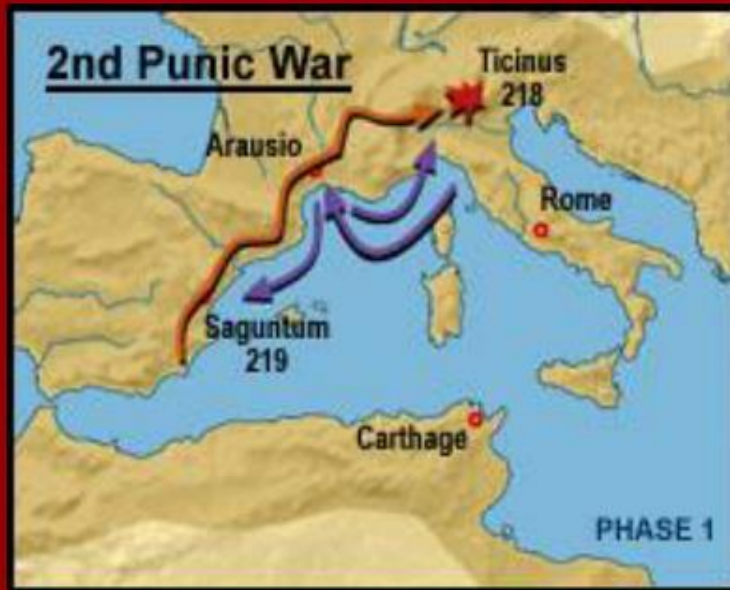 2nd Punic War
Ticinus
218
Arausio
Rome
Saguntum
219
Carthage
PHASE 1